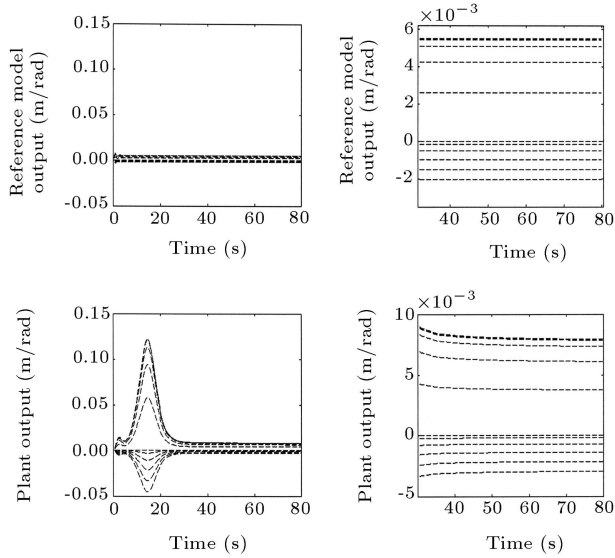 0.15
0.10
0.05
0.00
-0.05
0 20 40 60 80
Time (s)
Reference model
output (m/rad)
×10⁻³
6
4
2
0
-2
40 50 60 70 80
Time (s)
Reference model
output (m/rad)
0.15
0.10
0.05
0.00
-0.05
0 20 40 60 80
Time (s)
Plant output (m/rad)
10
×10⁻³
5
0
-5
40 50 60 70 80
Time (s)
Plant output (m/rad)